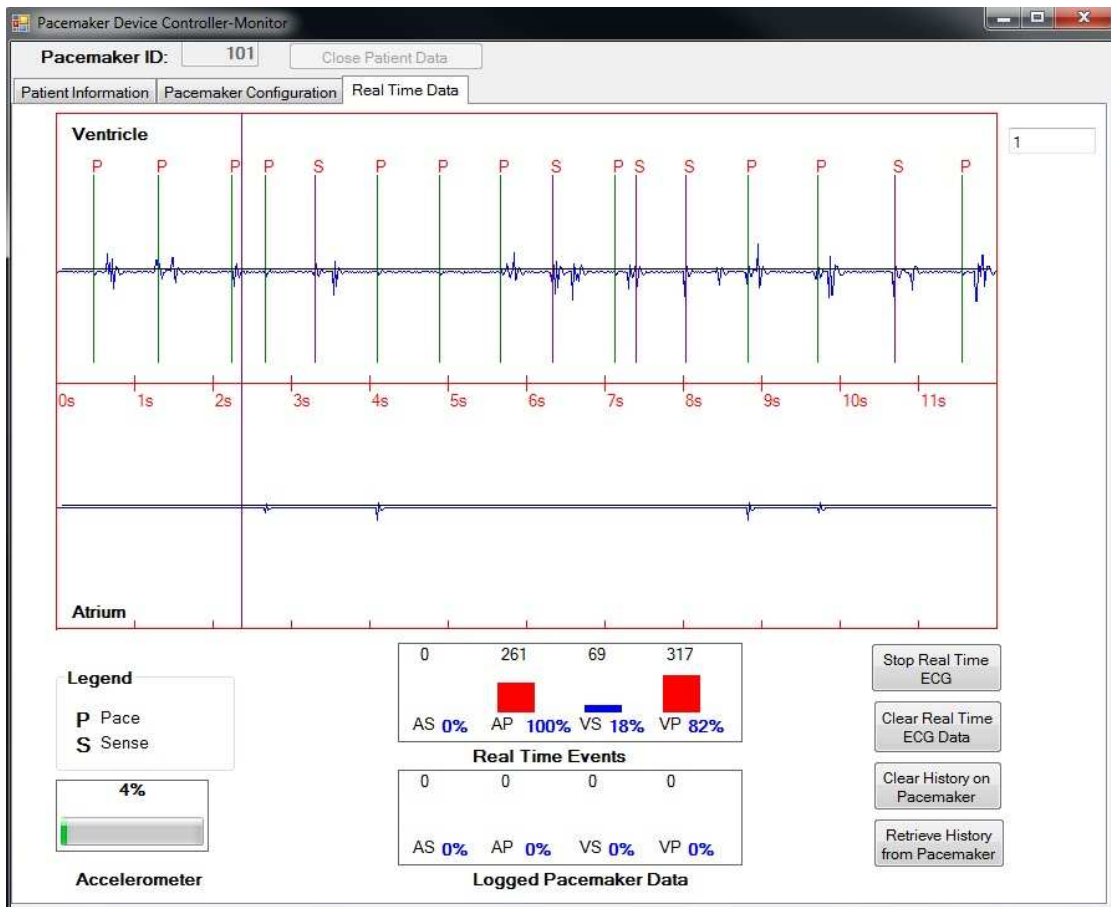 Pacemaker Device Controller-Monitor
Pacemaker ID: 101 Close Patient Data
Patient Information Pacemaker Configuration Real Time Data
Ventricle
1
P P P P S P P P S P S S P P S P
0s 1s 2s 3s 4s 5s 6s 7s 8s 9s 10s 11s
Atrium
Legend
P Pace
S Sense
4%
Accelerometer
0 261 69 317
AS 0% AP 100% VS 18% VP 82%
Real Time Events
0 0 0 0
AS 0% AP 0% VS 0% VP 0%
Logged Pacemaker Data
Stop Real Time
ECG
Clear Real Time
ECG Data
Clear History on
Pacemaker
Retrieve History
from Pacemaker